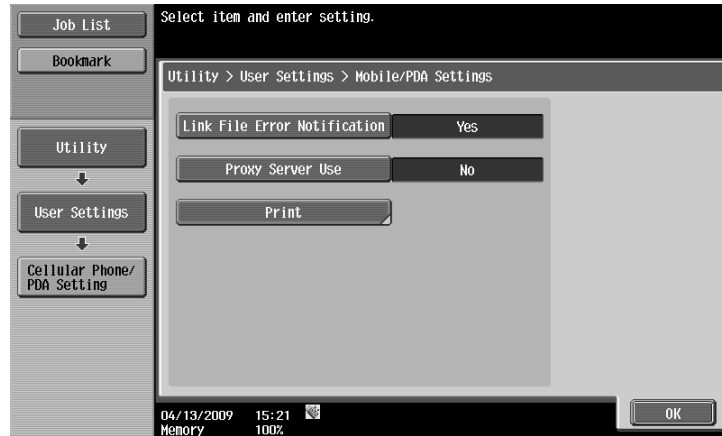 Job List
Bookmark
Select item and enter setting.
Utility > User Settings > Mobile/PDA Settings
Link File Error Notification Yes
Proxy Server Use No
Print
Utility
User Settings
Cellular Phone/
PDA Setting
04/13/2009 15:21
Memory 100%
OK